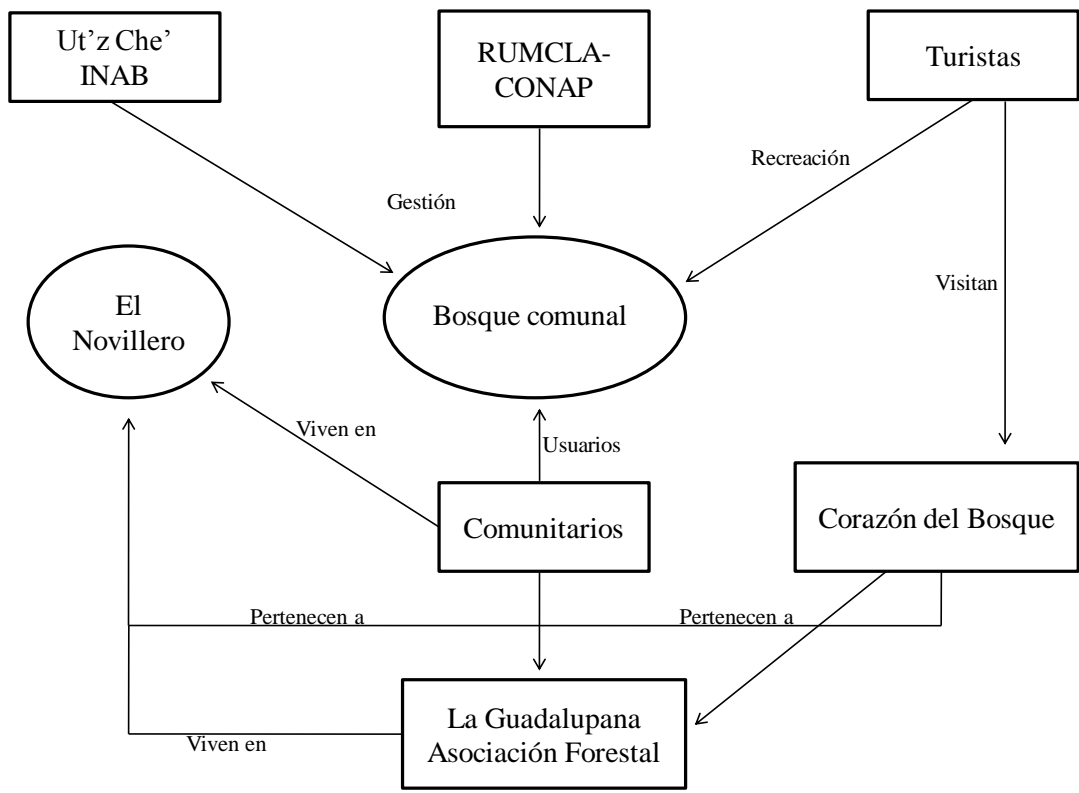 Ut’z Che’
INAB
RUMCLA-
CONAP
Turistas
Recreación
Gestión
Visitan
El
Novillero
Bosque comunal
Viven en
Usuarios
Comunitarios
Corazón del Bosque
Pertenecen a
Pertenecen a
La Guadalupana
Asociación Forestal
Viven en